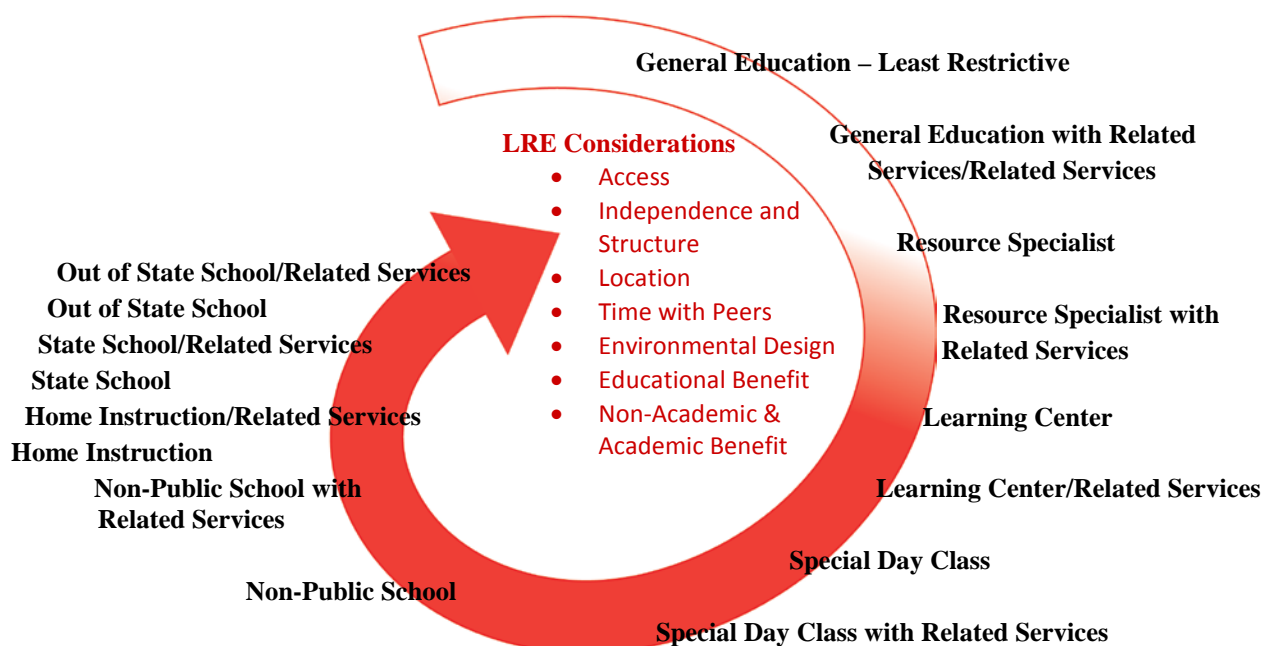 General Education – Least Restrictive
General Education with Related
Services/Related Services
Resource Specialist
Resource Specialist with
Related Services
Learning Center
Learning Center/Related Services
Special Day Class
Special Day Class with Related Services
Non-Public School
Non-Public School with
Related Services
Home Instruction
Home Instruction/Related Services
State School
State School/Related Services
Out of State School
Out of State School/Related Services
LRE Considerations
• Access
• Independence and
Structure
• Location
• Time with Peers
• Environmental Design
• Educational Benefit
• Non-Academic &
Academic Benefit